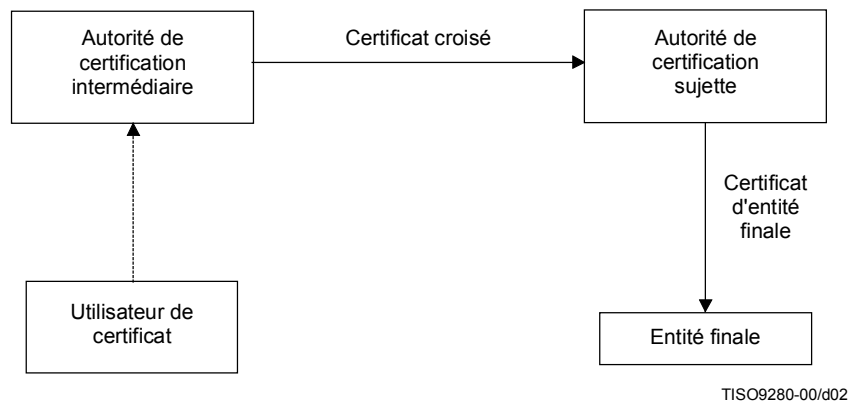 Autorité de
certification
intermédiaire
Certificat croisé
Autorité de
certification
sujette
Certificat
d'entité
finale
Utilisateur de
certificat
Entité finale
TISO9280-00/d02